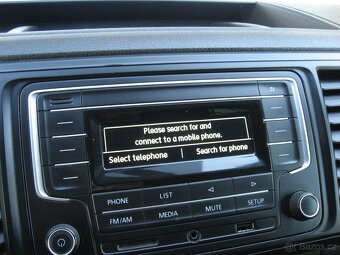 Please search for and
connect to a mobile phone.
Select telephone
Search for phone
PHONE
LIST
FM/AM
MEDIA
MUTE
SETUP